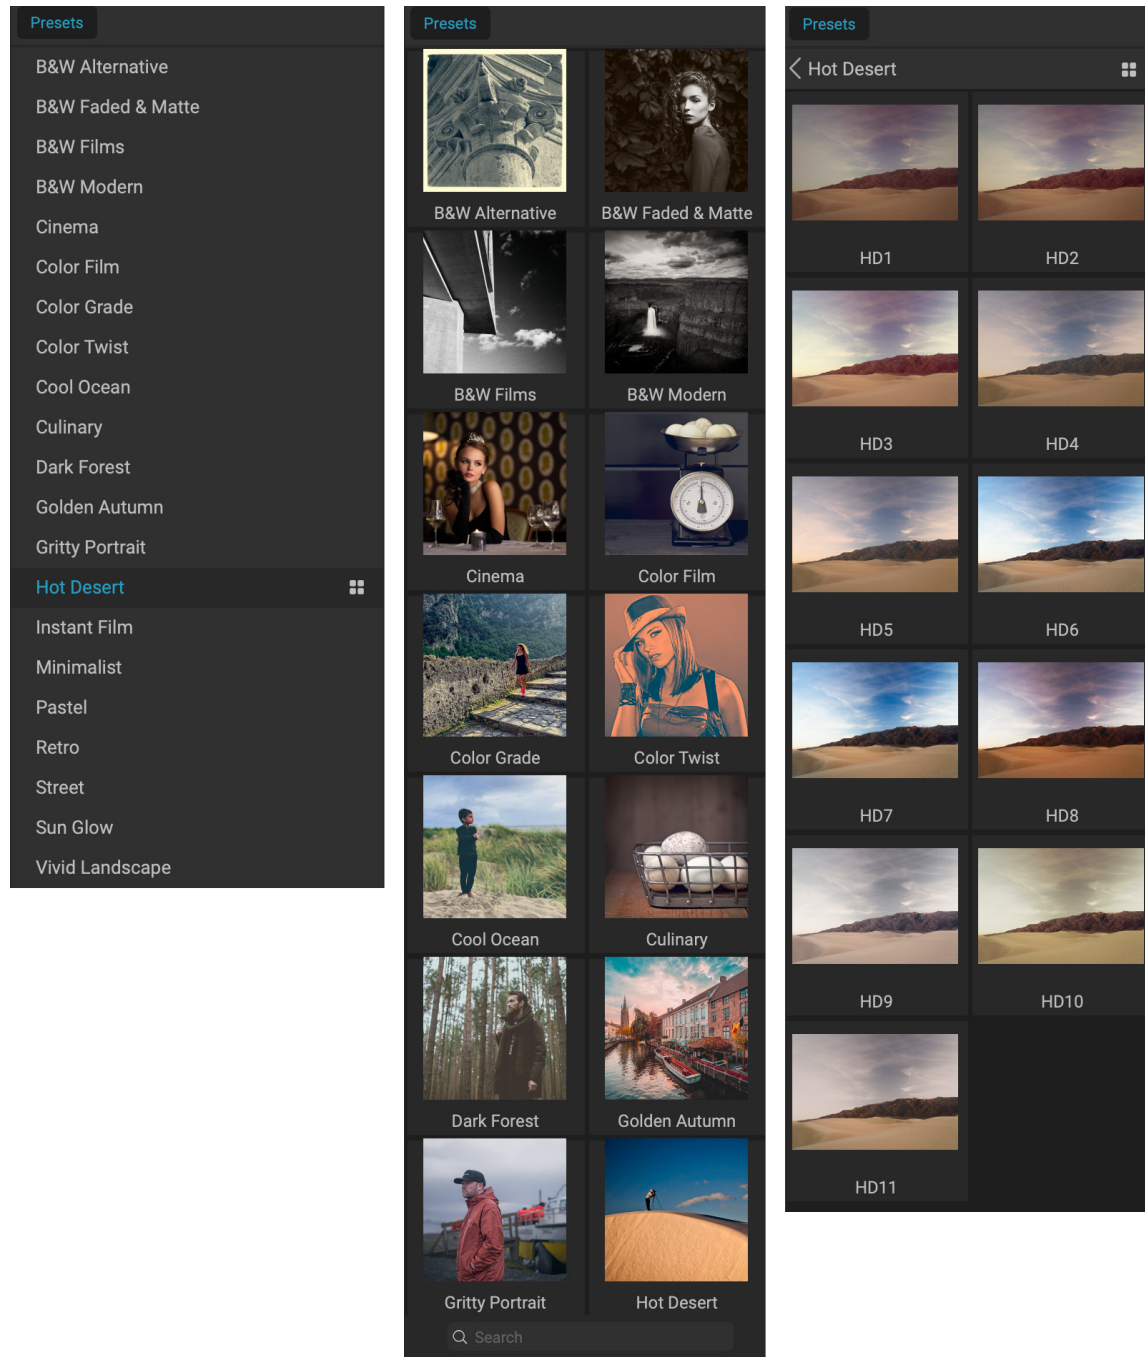 Presets
B&W Alternative
B&W Faded & Matte
B&W Films
B&W Modern
Cinema
Color Film
Color Grade
Color Twist
Cool Ocean
Culinary
Dark Forest
Golden Autumn
Gritty Portrait
Hot Desert
Instant Film
Minimalist
Pastel
Retro
Street
Sun Glow
Vivid Landscape
Presets
B&W Alternative B&W Faded & Matte
B&W Films B&W Modern
Cinema Color Film
Color Grade Color Twist
Cool Ocean Culinary
Dark Forest Golden Autumn
Gritty Portrait Hot Desert
Search
Presets
Hot Desert
HD1 HD2
HD3 HD4
HD5 HD6
HD7 HD8
HD9 HD10
HD11